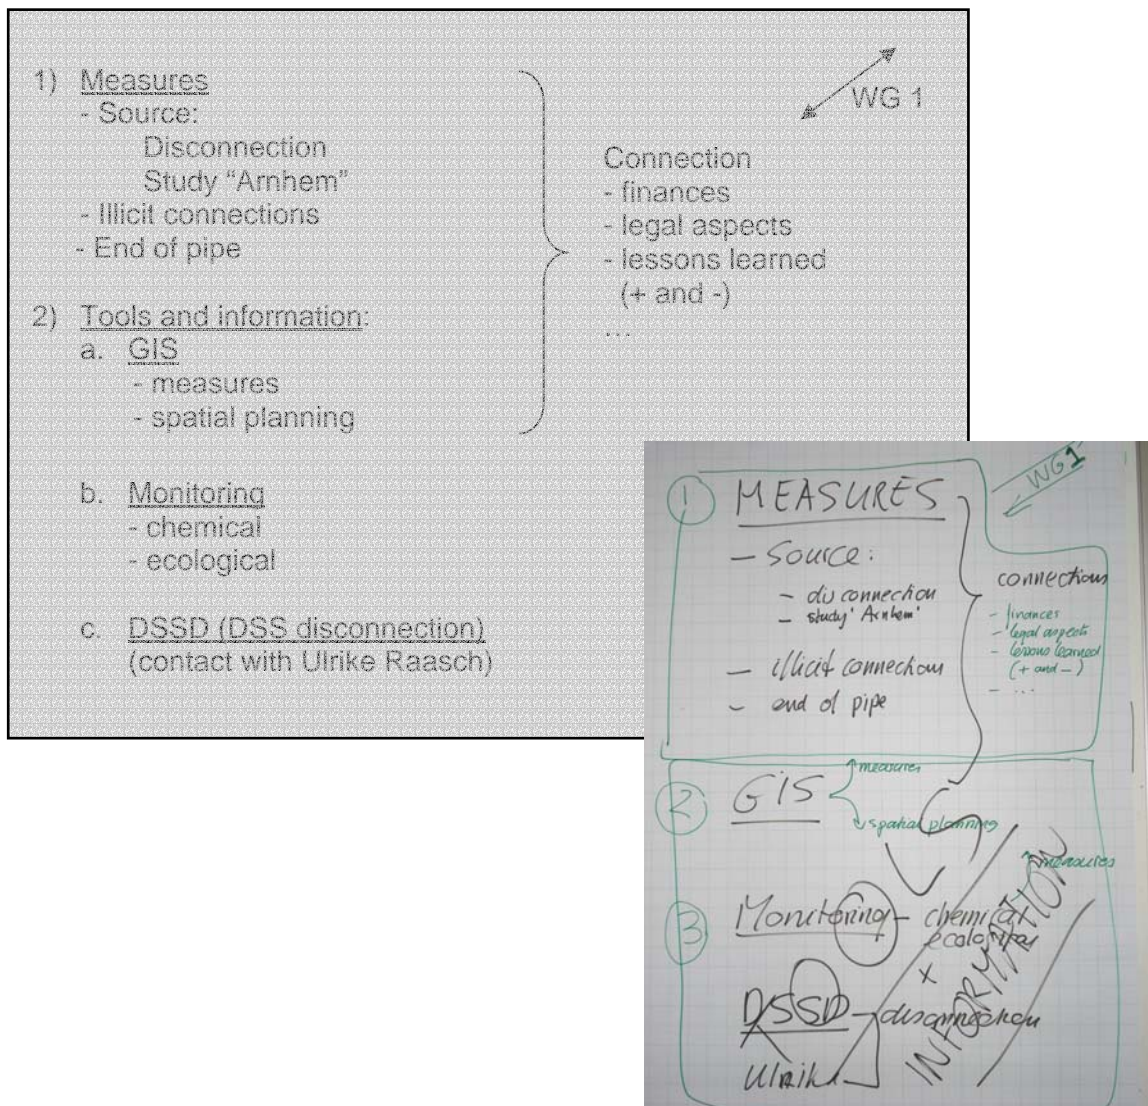 1) Measures
- Source:
Disconnection
Study “Arnhem”
- Illicit connections
- End of pipe
2) Tools and information:
a. GIS
- measures
- spatial planning
b. Monitoring
- chemical
- ecological
c. DSSD (DSS disconnection)
(contact with Ulrike Raasch)
WG 1
Connection
- finances
- legal aspects
- lessons learned
(+ and -)
...
WG1
1 MEASURES
- Source:
- disconnection
- study 'Arnhem'
- illicit connections
- end of pipe
connections
- finances
- legal aspects
- lessons learned
(+ and -)
- ...
2 GIS
measures
spatial planning
3 Monitoring - chemical
ecological
+
measures
DSSD - disconnection
Ulrike
INFORMATION